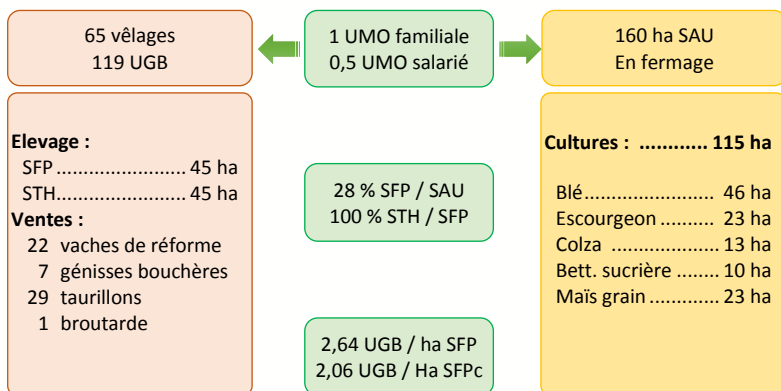 65 vêlages
119 UGB
1 UMO familiale
0,5 UMO salarié
160 ha SAU
En fermage
Elevage :
SFP ........................ 45 ha
STH ........................ 45 ha
Ventes :
22 vaches de réforme
7 génisses bouchères
29 taurillons
1 broutarde
28 % SFP / SAU
100 % STH / SFP
2,64 UGB / ha SFP
2,06 UGB / Ha SFPc
Cultures : ............ 115 ha
Blé ........................ 46 ha
Escourgeon ............ 23 ha
Colza .................... 13 ha
Bett. sucrière ......... 10 ha
Maïs grain ............. 23 ha